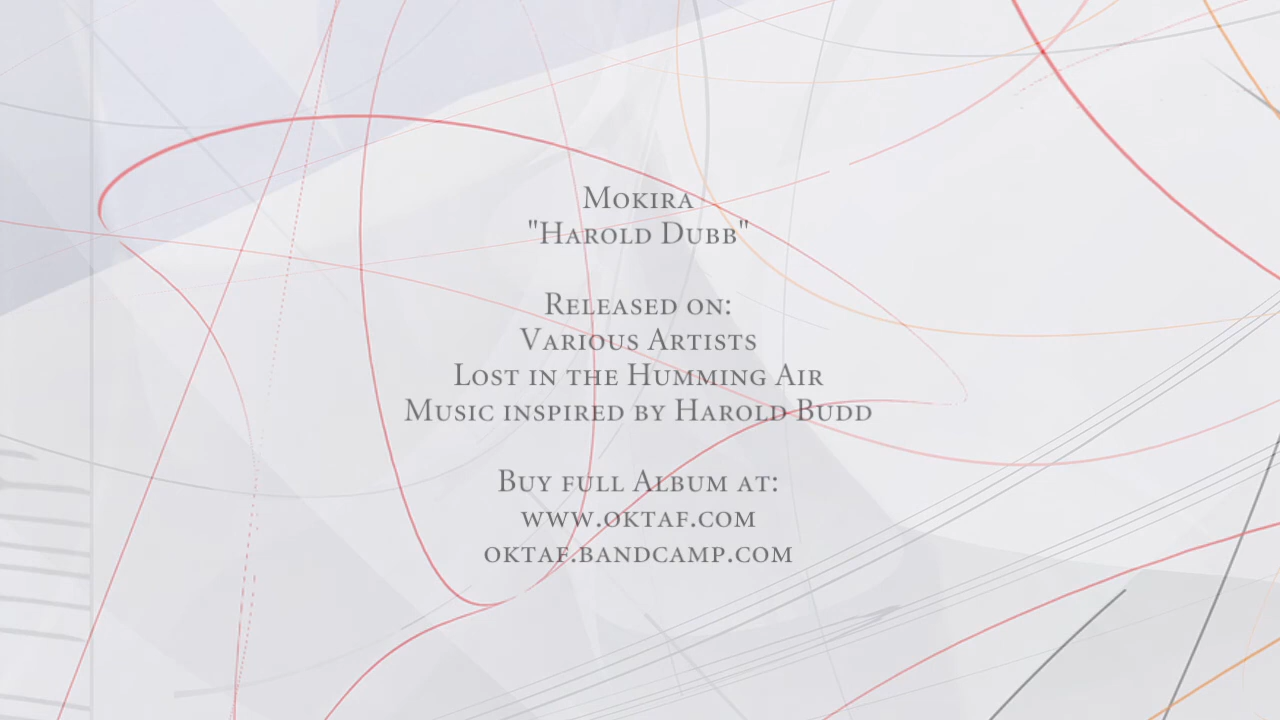 Mokira
"Harold Dubb"
Released on:
Various Artists
Lost in the Humming Air
Music inspired by Harold Budd
Buy full Album at:
www.oktaf.com
oktaf.bandcamp.com